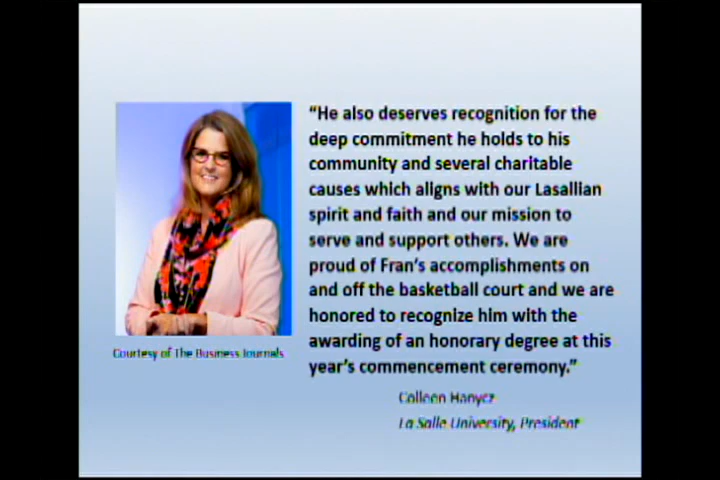 “He also deserves recognition for the
deep commitment he holds to his
community and several charitable
causes which aligns with our Lasallian
spirit and faith and our mission to
serve and support others. We are
proud of Fran’s accomplishments on
and off the basketball court and we are
honored to recognize him with the
awarding of an honorary degree at this
year’s commencement ceremony.”
Courtesy of The Business Journals
Colleen Hanycz
La Salle University, President